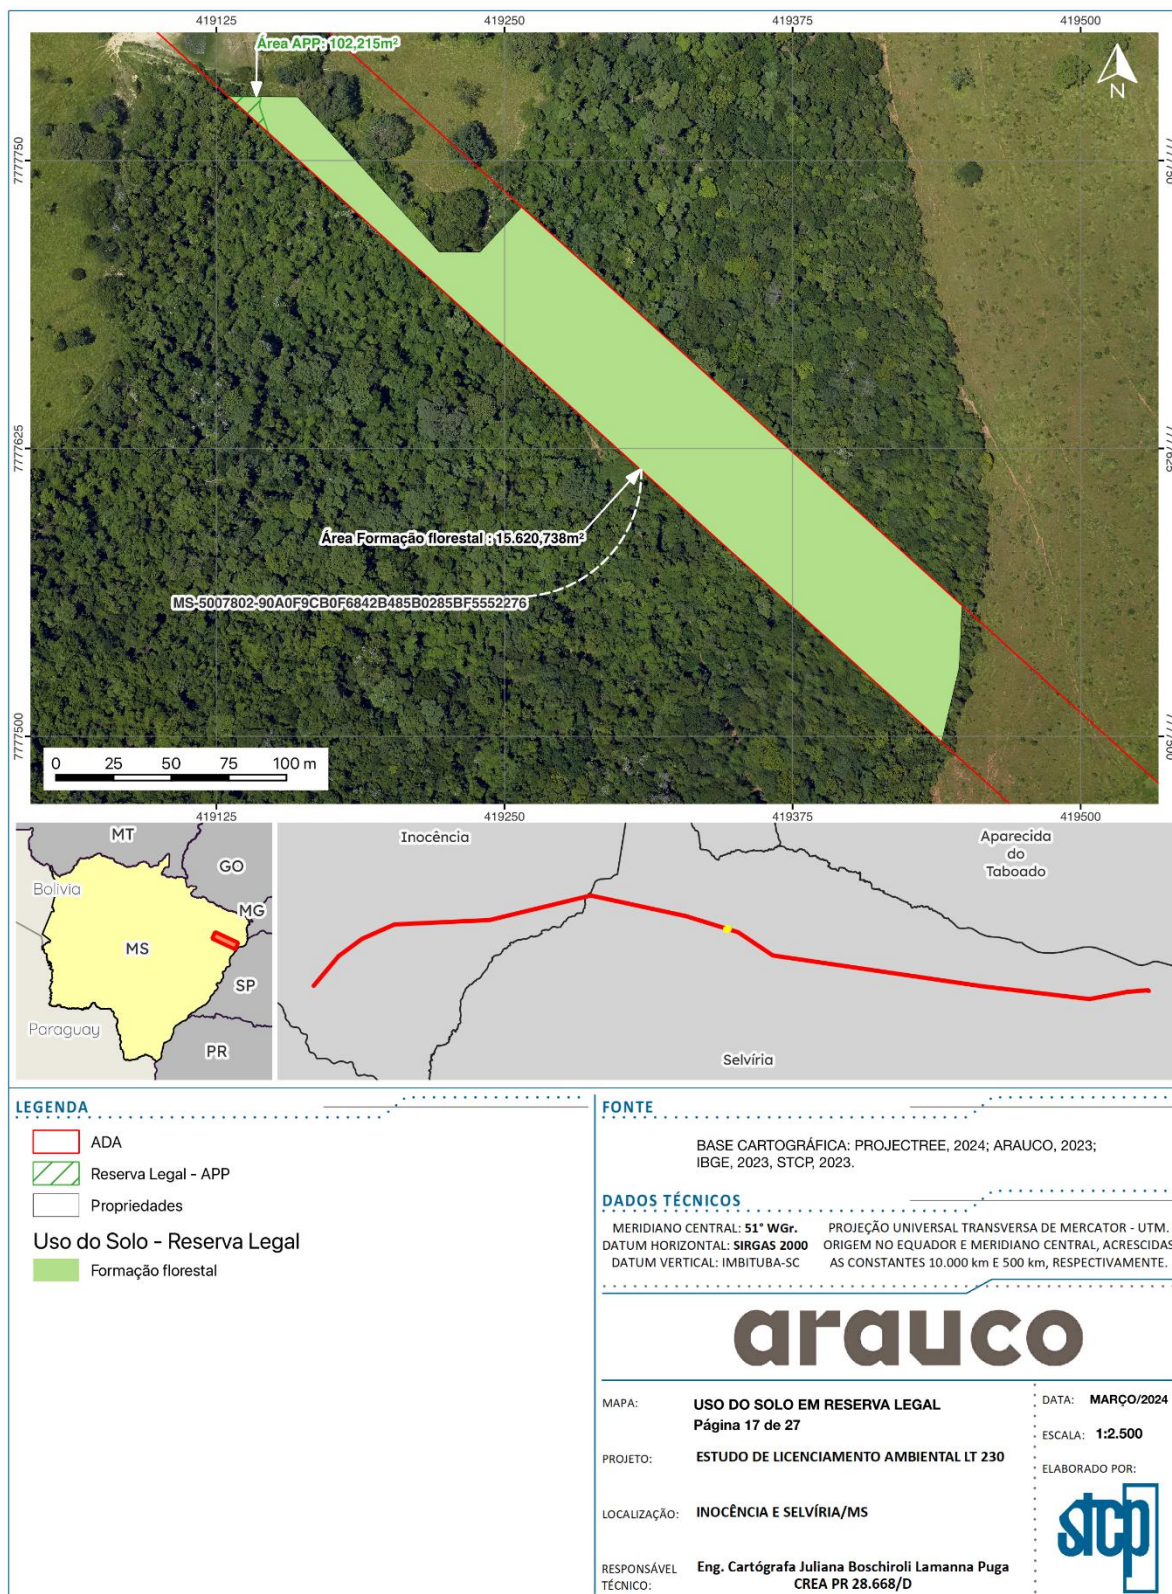 419125
419250
419375
419500
Área APP: 102,215m²
N
7777750
7777750
7777625
7777625
Área Formação florestal : 15.620,738m²
MS-5007802-90A0F9CB0F6842B485B0285BF5552276
7777500
7777500
0 25 50 75 100 m
419125
419250
419375
419500
MT
GO
Bolivia
MG
MS
SP
Paraguay
PR
Inocência
Aparecida
do
Taboado
Selvíria
LEGENDA
ADA
Reserva Legal - APP
Propriedades
Uso do Solo - Reserva Legal
Formação florestal
FONTE
BASE CARTOGRÁFICA: PROJECTREE, 2024; ARAUCO, 2023;
IBGE, 2023, STCP, 2023.
DADOS TÉCNICOS
MERIDIANO CENTRAL: 51° WGr.
DATUM HORIZONTAL: SIRGAS 2000
DATUM VERTICAL: IMBITUBA-SC
PROJEÇÃO UNIVERSAL TRANSVERSA DE MERCATOR - UTM.
ORIGEM NO EQUADOR E MERIDIANO CENTRAL, ACRESCIDAS
AS CONSTANTES 10.000 km E 500 km, RESPECTIVAMENTE.
arauco
MAPA: USO DO SOLO EM RESERVA LEGAL
Página 17 de 27
PROJETO: ESTUDO DE LICENCIAMENTO AMBIENTAL LT 230
LOCALIZAÇÃO: INOCÊNCIA E SELVÍRIA/MS
RESPONSÁVEL
TÉCNICO:
Eng. Cartógrafa Juliana Boschiroli Lamanna Puga
CREA PR 28.668/D
DATA: MARÇO/2024
ESCALA: 1:2.500
ELABORADO POR:
stcp